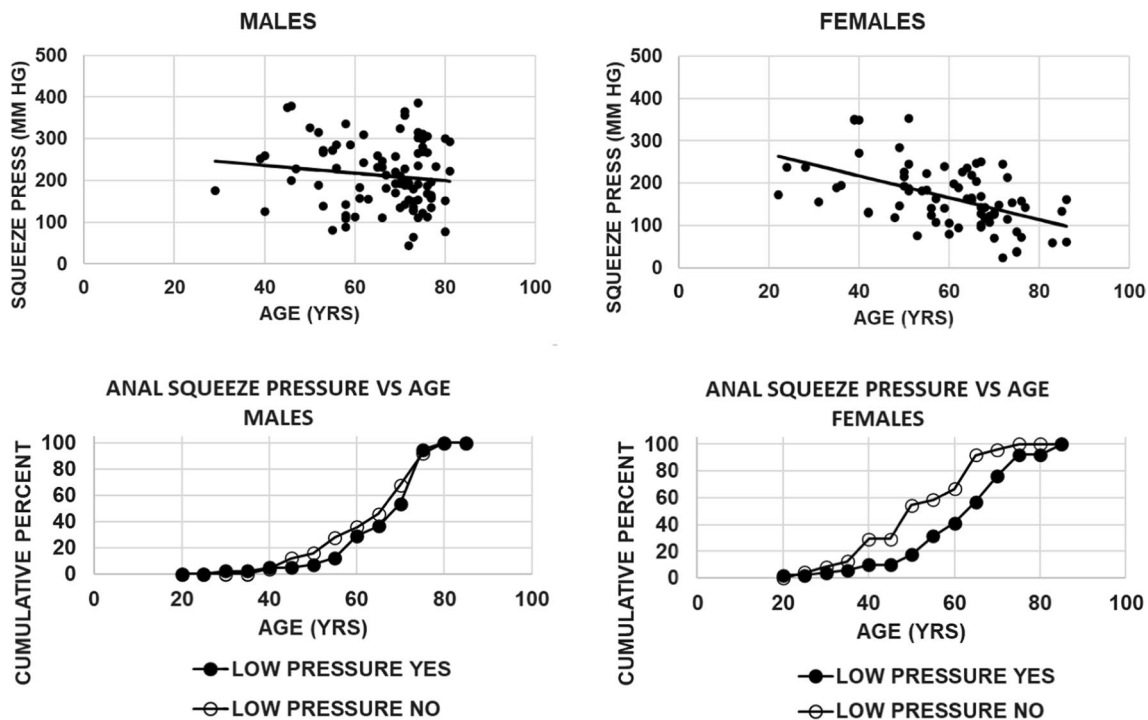 MALES
SQUEEZE PRESS (MM HG)
500
400
300
200
100
0
0 20 40 60 80 100
AGE (YRS)
FEMALES
SQUEEZE PRESS (MM HG)
500
400
300
200
100
0
0 20 40 60 80 100
AGE (YRS)
ANAL SQUEEZE PRESSURE VS AGE
MALES
CUMULATIVE PERCENT
100
80
60
40
20
0
0 20 40 60 80 100
AGE (YRS)
LOW PRESSURE YES
LOW PRESSURE NO
ANAL SQUEEZE PRESSURE VS AGE
FEMALES
CUMULATIVE PERCENT
100
80
60
40
20
0
0 20 40 60 80 100
AGE (YRS)
LOW PRESSURE YES
LOW PRESSURE NO